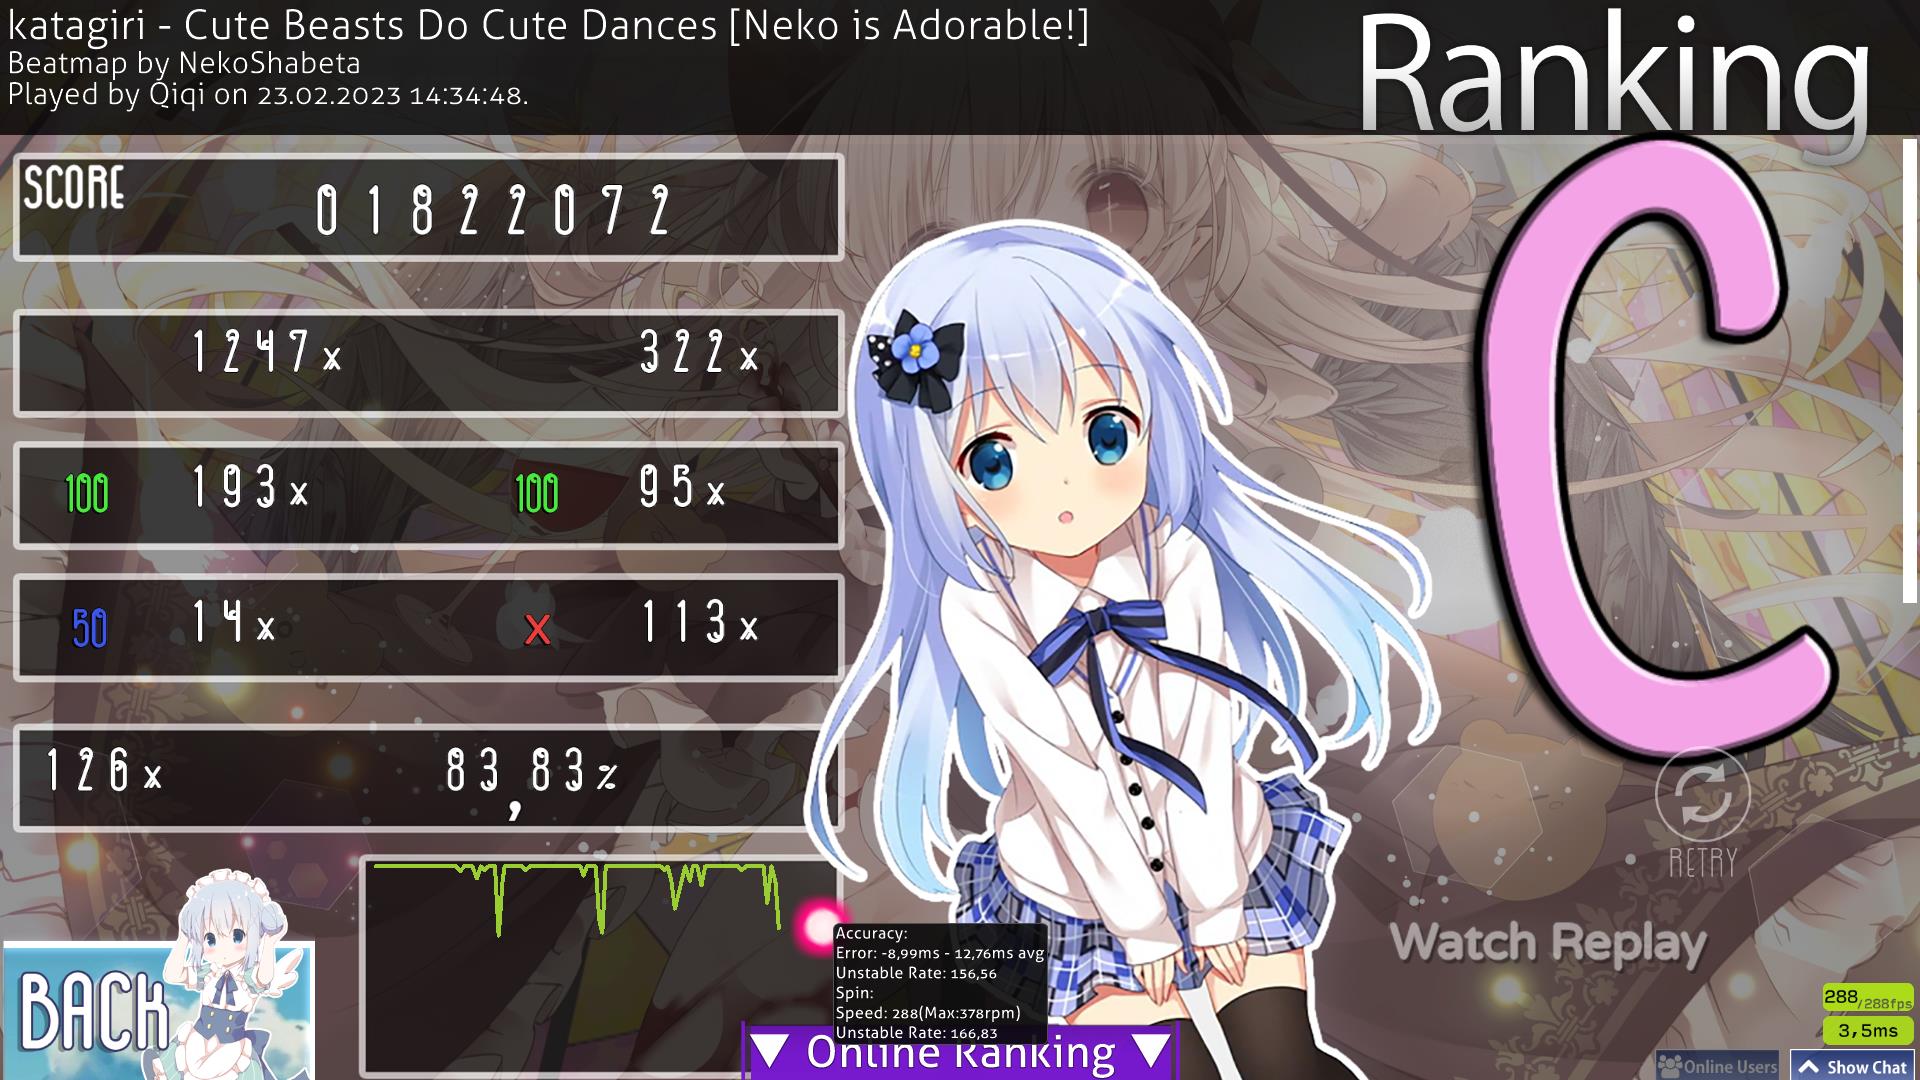 katagiri - Cute Beasts Do Cute Dances [Neko is Adorable!]
Beatmap by NekoShabeta
Played by Qiqi on 23.02.2023 14:34:48.
Ranking
SCORE
01822072
1247x 322x
100 193x 100 95x
50 14x X 113x
126x 83,83%
C
RETRY
Watch Replay
BACK
Accuracy:
Error: -8,99ms - 12,76ms avg
Unstable Rate: 156,56
Spin:
Speed: 288(Max:378rpm)
Unstable Rate: 166,83
Online Ranking
288/288fps
3,5ms
Online Users
Show Chat